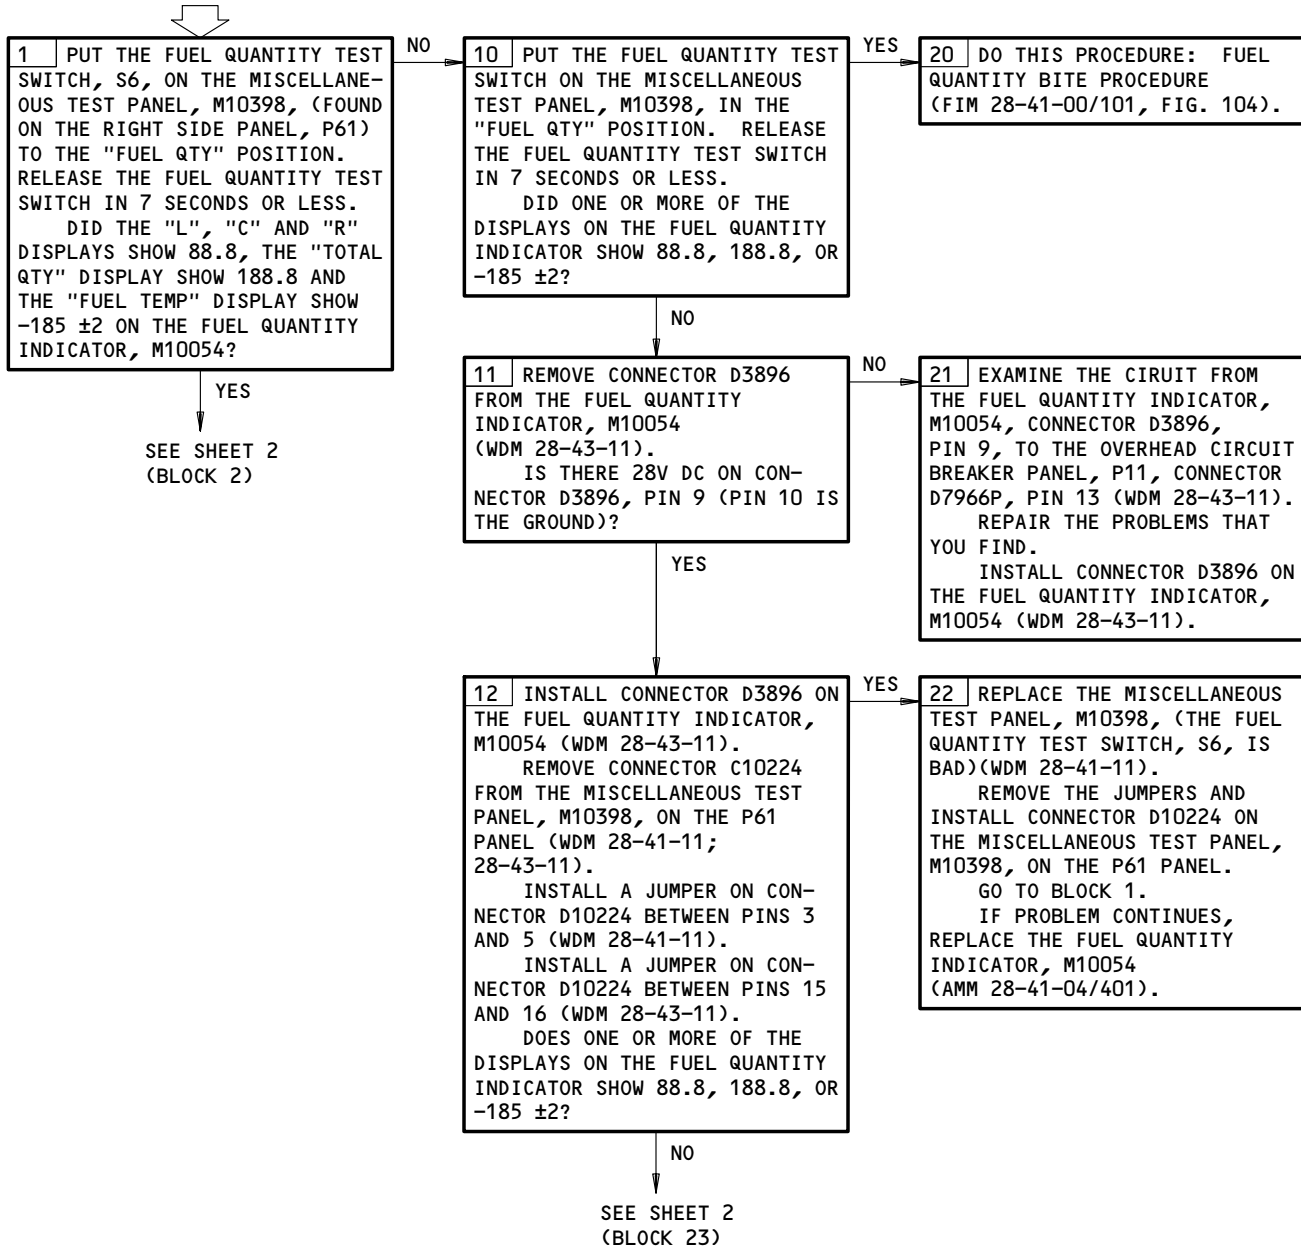 1 PUT THE FUEL QUANTITY TEST
SWITCH, S6, ON THE MISCELLANE-
OUS TEST PANEL, M10398, (FOUND
ON THE RIGHT SIDE PANEL, P61)
TO THE "FUEL QTY" POSITION.
RELEASE THE FUEL QUANTITY TEST
SWITCH IN 7 SECONDS OR LESS.
DID THE "L", "C" AND "R"
DISPLAYS SHOW 88.8, THE "TOTAL
QTY" DISPLAY SHOW 188.8 AND
THE "FUEL TEMP" DISPLAY SHOW
-185 ±2 ON THE FUEL QUANTITY
INDICATOR, M10054?
NO
YES
SEE SHEET 2
(BLOCK 2)
10 PUT THE FUEL QUANTITY TEST
SWITCH ON THE MISCELLANEOUS
TEST PANEL, M10398, IN THE
"FUEL QTY" POSITION. RELEASE
THE FUEL QUANTITY TEST SWITCH
IN 7 SECONDS OR LESS.
DID ONE OR MORE OF THE
DISPLAYS ON THE FUEL QUANTITY
INDICATOR SHOW 88.8, 188.8, OR
-185 ±2?
YES
NO
20 DO THIS PROCEDURE: FUEL
QUANTITY BITE PROCEDURE
(FIM 28-41-00/101, FIG. 104).
11 REMOVE CONNECTOR D3896
FROM THE FUEL QUANTITY
INDICATOR, M10054
(WDM 28-43-11).
IS THERE 28V DC ON CON-
NECTOR D3896, PIN 9 (PIN 10 IS
THE GROUND)?
NO
YES
21 EXAMINE THE CIRUIT FROM
THE FUEL QUANTITY INDICATOR,
M10054, CONNECTOR D3896,
PIN 9, TO THE OVERHEAD CIRCUIT
BREAKER PANEL, P11, CONNECTOR
D7966P, PIN 13 (WDM 28-43-11).
REPAIR THE PROBLEMS THAT
YOU FIND.
INSTALL CONNECTOR D3896 ON
THE FUEL QUANTITY INDICATOR,
M10054 (WDM 28-43-11).
12 INSTALL CONNECTOR D3896 ON
THE FUEL QUANTITY INDICATOR,
M10054 (WDM 28-43-11).
REMOVE CONNECTOR C10224
FROM THE MISCELLANEOUS TEST
PANEL, M10398, ON THE P61
PANEL (WDM 28-41-11;
28-43-11).
INSTALL A JUMPER ON CON-
NECTOR D10224 BETWEEN PINS 3
AND 5 (WDM 28-41-11).
INSTALL A JUMPER ON CON-
NECTOR D10224 BETWEEN PINS 15
AND 16 (WDM 28-43-11).
DOES ONE OR MORE OF THE
DISPLAYS ON THE FUEL QUANTITY
INDICATOR SHOW 88.8, 188.8, OR
-185 ±2?
YES
NO
SEE SHEET 2
(BLOCK 23)
22 REPLACE THE MISCELLANEOUS
TEST PANEL, M10398, (THE FUEL
QUANTITY TEST SWITCH, S6, IS
BAD)(WDM 28-41-11).
REMOVE THE JUMPERS AND
INSTALL CONNECTOR D10224 ON
THE MISCELLANEOUS TEST PANEL,
M10398, ON THE P61 PANEL.
GO TO BLOCK 1.
IF PROBLEM CONTINUES,
REPLACE THE FUEL QUANTITY
INDICATOR, M10054
(AMM 28-41-04/401).